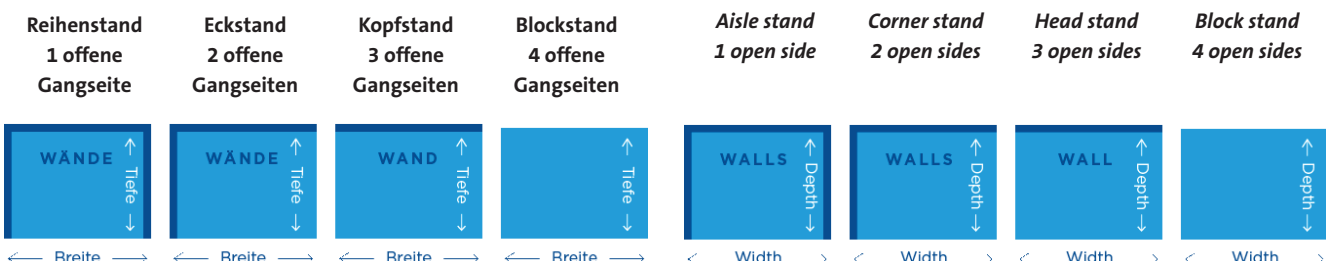 Reihenstand
1 offene
Gangseite
Eckstand
2 offene
Gangseiten
Kopfstand
3 offene
Gangseiten
Blockstand
4 offene
Gangseiten
Aisle stand
1 open side
Corner stand
2 open sides
Head stand
3 open sides
Block stand
4 open sides
WÄNDE
← Tiefe →
WÄNDE
← Tiefe →
WAND
← Tiefe →
← Tiefe →
WALLS
← Depth →
WALLS
← Depth →
WALL
← Depth →
← Depth →
← Breite →
← Breite →
← Breite →
← Breite →
← Width →
← Width →
← Width →
← Width →